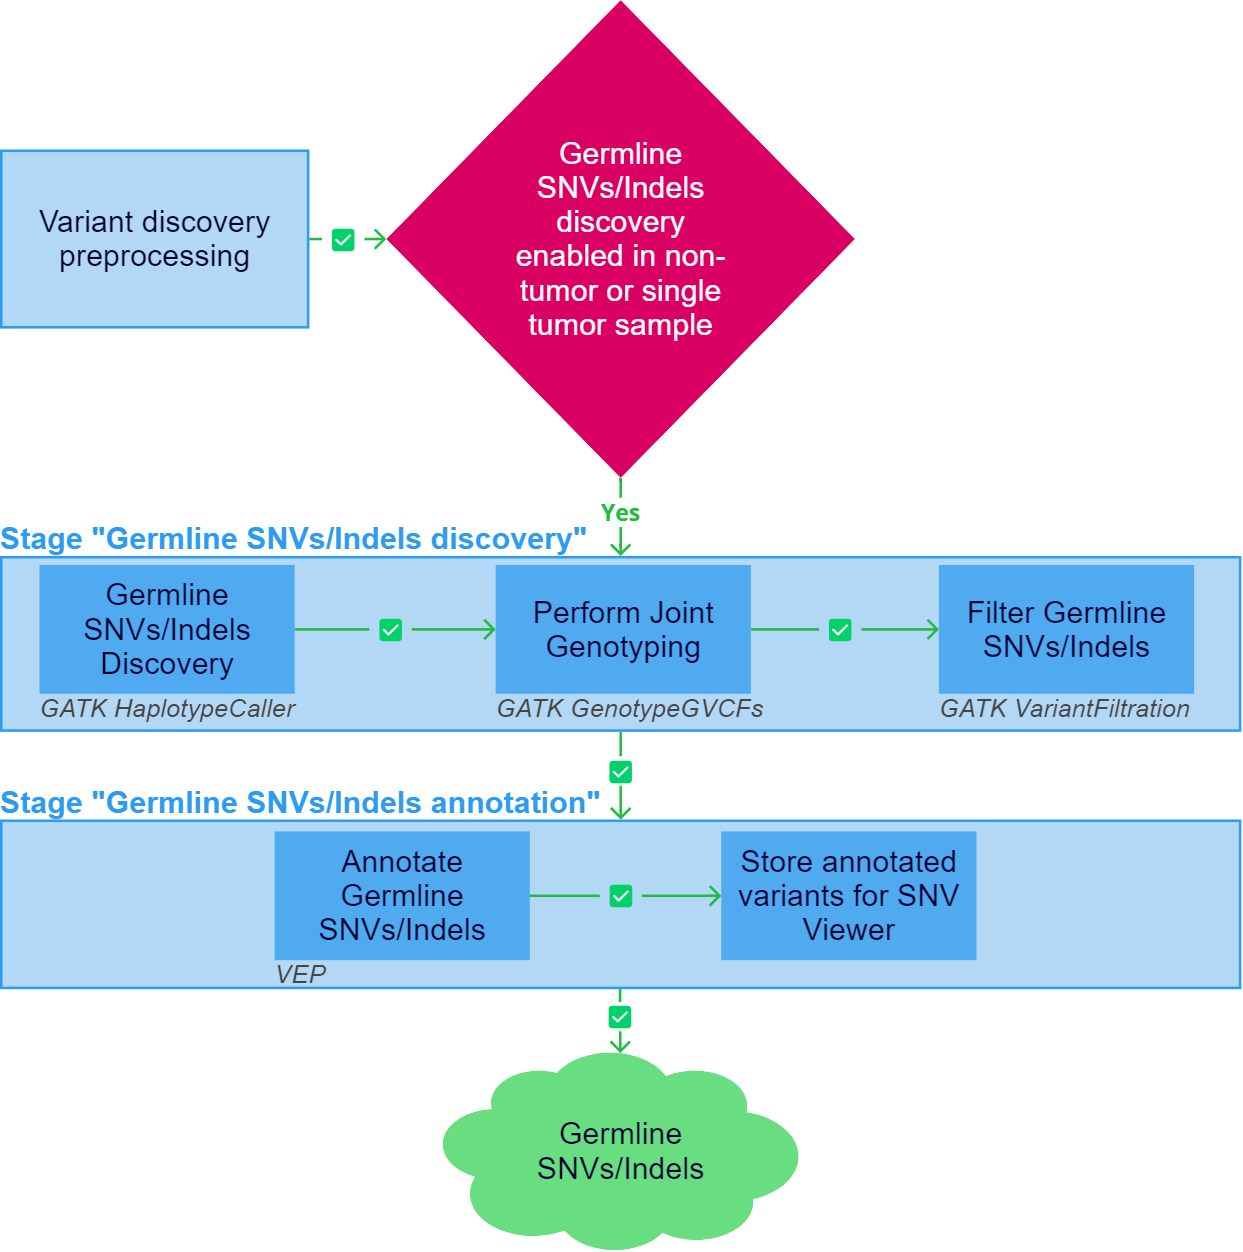 Variant discovery
preprocessing
Germline
SNVs/Indels
discovery
enabled in non-
tumor or single
tumor sample
Yes
Stage "Germline SNVs/Indels discovery"
Germline
SNVs/Indels
Discovery
GATK HaplotypeCaller
Perform Joint
Genotyping
GATK GenotypeGVCFs
Filter Germline
SNVs/Indels
GATK VariantFiltration
Stage "Germline SNVs/Indels annotation"
Annotate
Germline
SNVs/Indels
VEP
Store annotated
variants for SNV
Viewer
Germline
SNVs/Indels